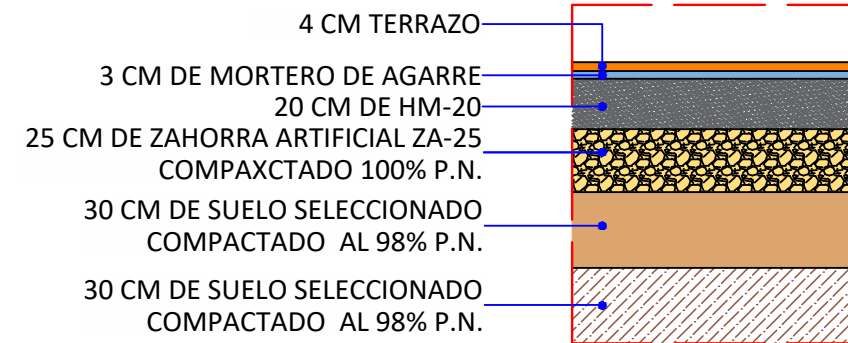 4 CM TERRAZO
3 CM DE MORTERO DE AGARRE
20 CM DE HM-20
25 CM DE ZAHORRA ARTIFICIAL ZA-25
COMPAXCTADO 100% P.N.
30 CM DE SUELO SELECCIONADO
COMPACTADO  AL 98% P.N.
30 CM DE SUELO SELECCIONADO
COMPACTADO  AL 98% P.N.